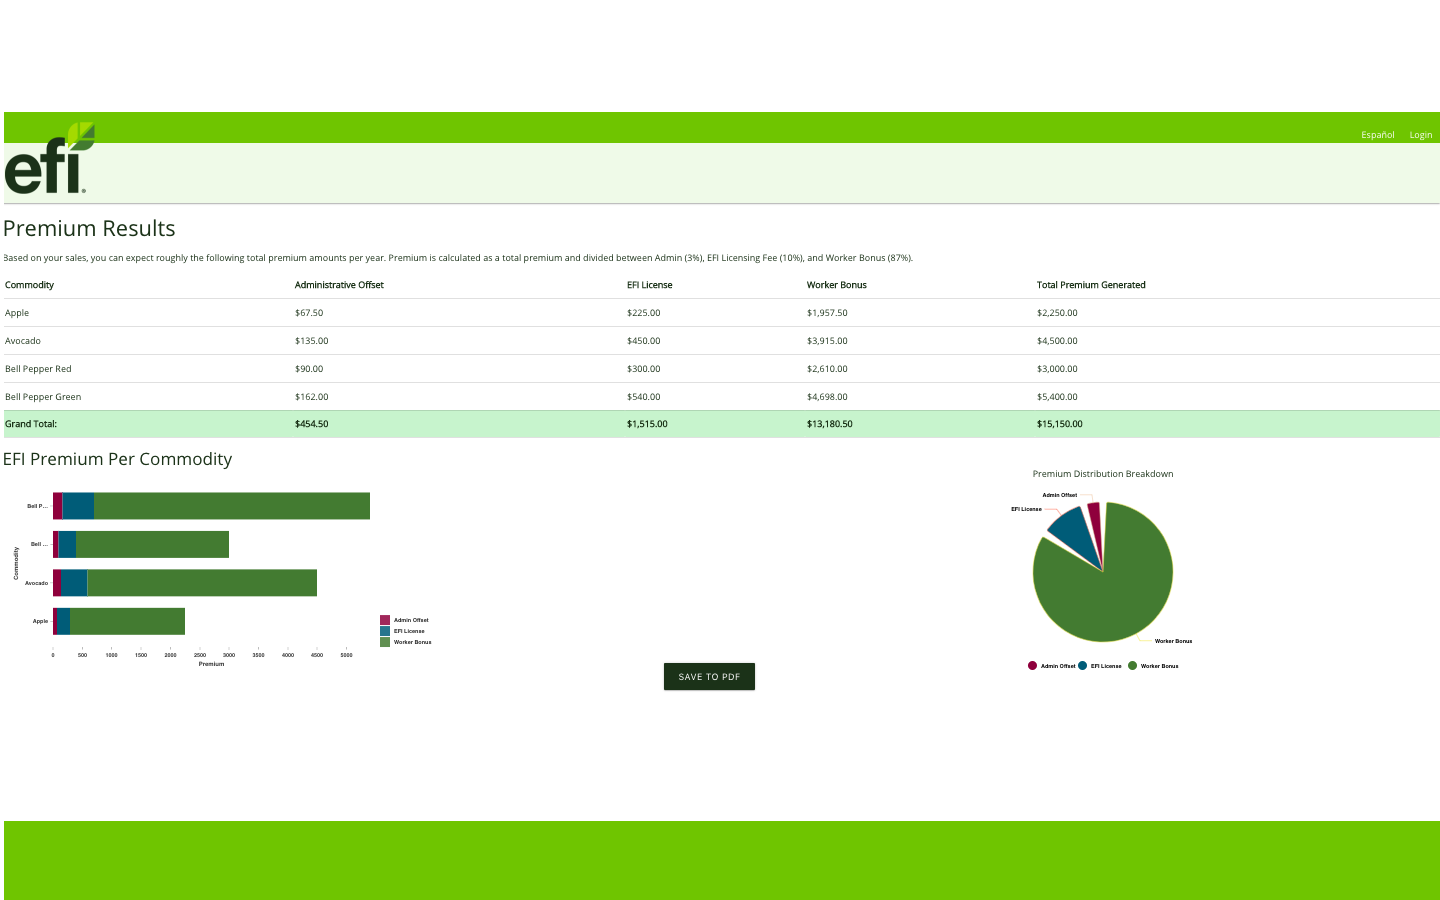 Español Login
efi®
Premium Results
Based on your sales, you can expect roughly the following total premium amounts per year. Premium is calculated as a total premium and divided between Admin (3%), EFI Licensing Fee (10%), and Worker Bonus (87%).
Commodity Administrative Offset EFI License Worker Bonus Total Premium Generated
Apple $67.50 $225.00 $1,957.50 $2,250.00
Avocado $135.00 $450.00 $3,915.00 $4,500.00
Bell Pepper Red $90.00 $300.00 $2,610.00 $3,000.00
Bell Pepper Green $162.00 $540.00 $4,698.00 $5,400.00
Grand Total: $454.50 $1,515.00 $13,180.50 $15,150.00
EFI Premium Per Commodity
Commodity
Bell P...
Bell ...
Avocado
Apple
0 500 1000 1500 2000 2500 3000 3500 4000 4500 5000
Premium
Admin Offset
EFI License
Worker Bonus
Premium Distribution Breakdown
Admin Offset
EFI License
Worker Bonus
Admin Offset EFI License Worker Bonus
SAVE TO PDF